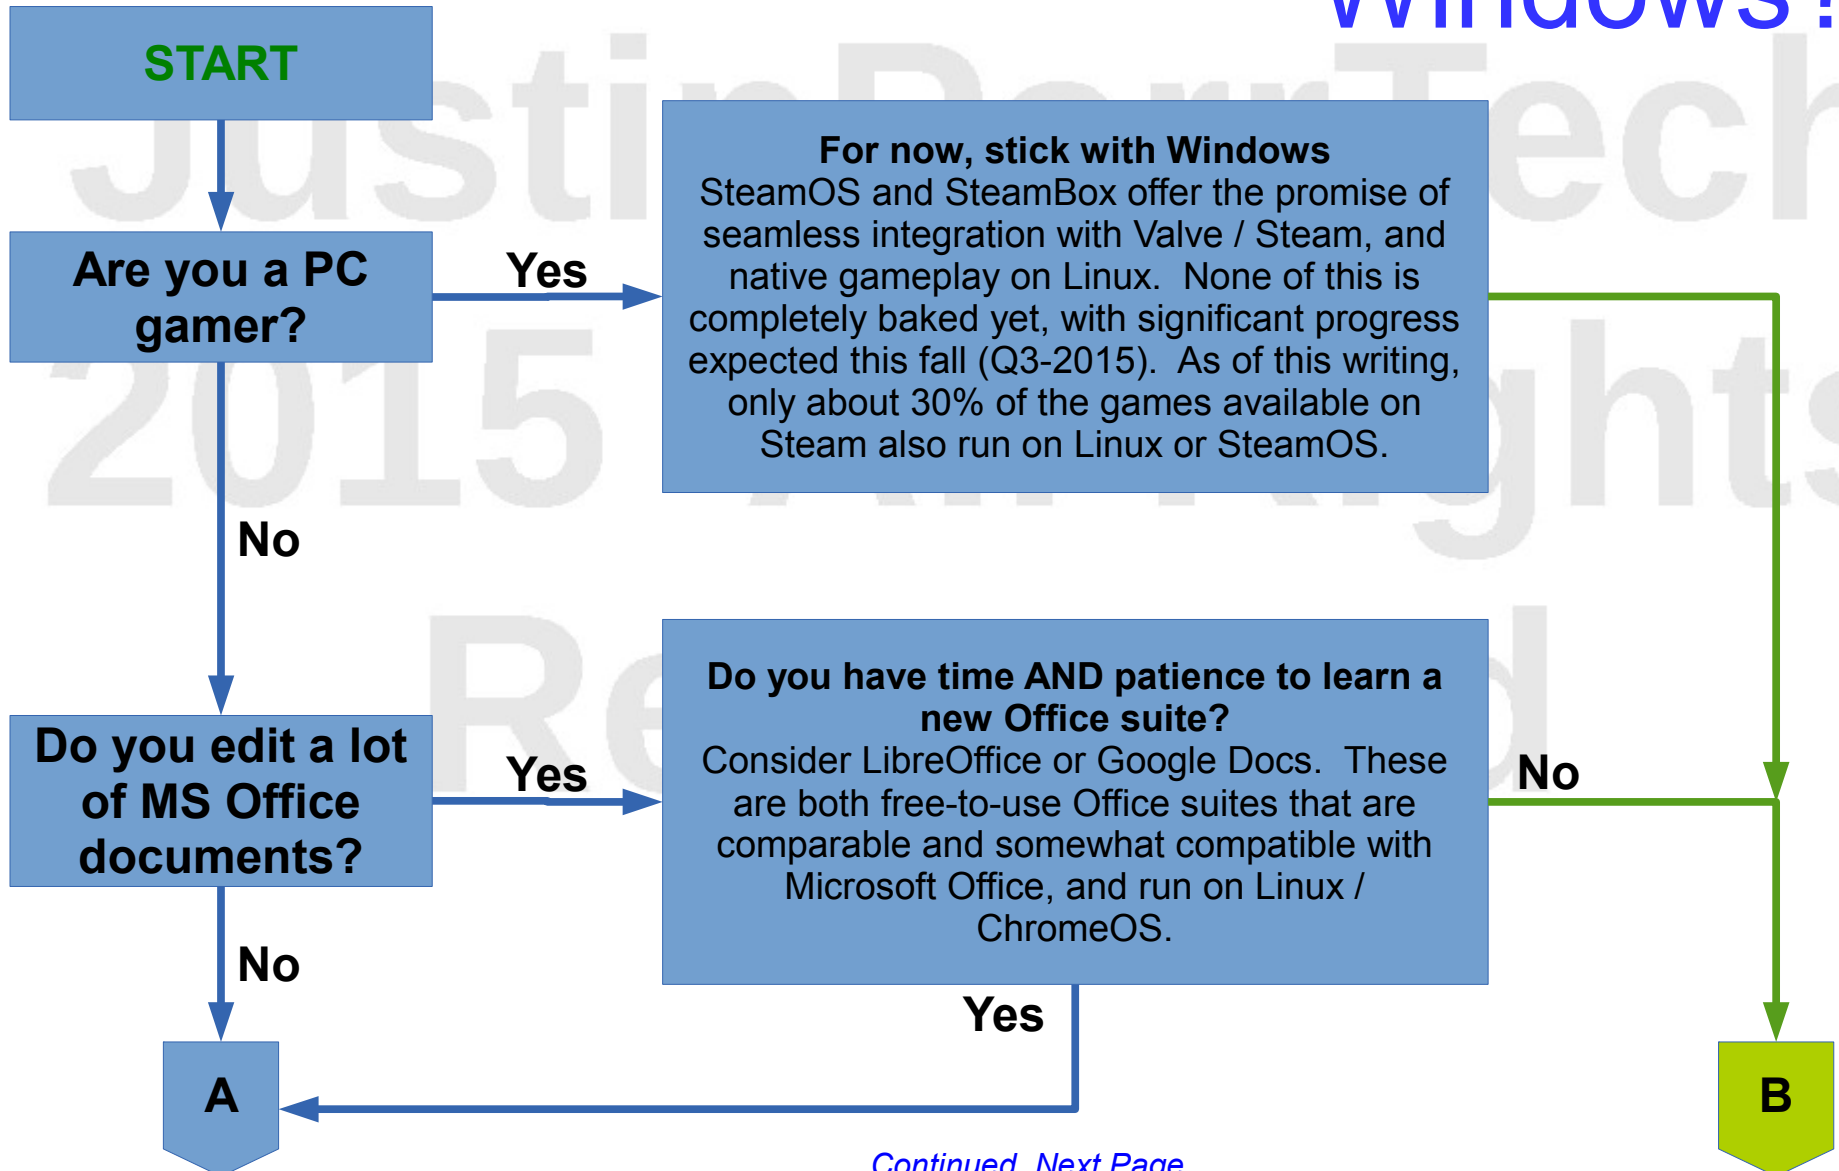 Windows?
START
For now, stick with Windows
SteamOS and SteamBox offer the promise of
seamless integration with Valve / Steam, and
native gameplay on Linux.  None of this is
completely baked yet, with significant progress
expected this fall (Q3-2015).  As of this writing,
only about 30% of the games available on
Steam also run on Linux or SteamOS.
Are you a PC
gamer?
Yes
No
Do you have time AND patience to learn a
new Office suite?
Consider LibreOffice or Google Docs.  These
are both free-to-use Office suites that are
comparable and somewhat compatible with
Microsoft Office, and run on Linux /
ChromeOS.
Do you edit a lot
of MS Office
documents?
Yes
No
No
Yes
A
B
Continued, Next Page
2015